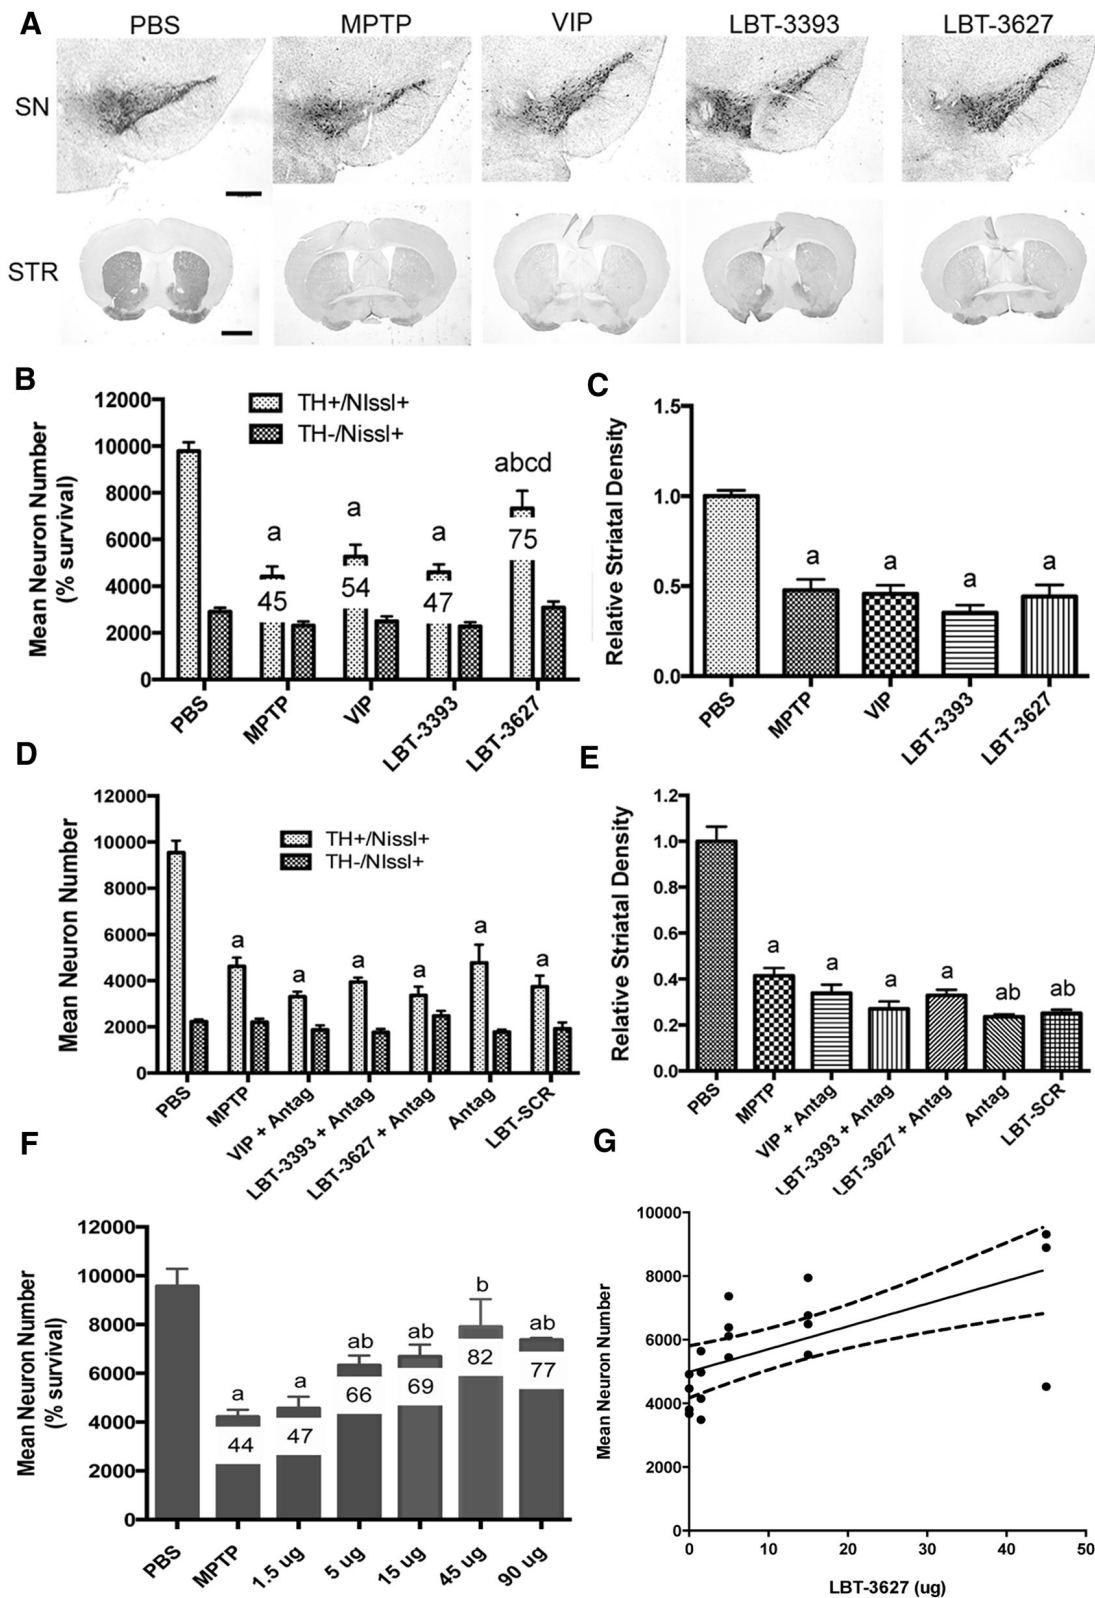 A
PBS MPTP VIP LBT-3393 LBT-3627
SN
STR
B
Mean Neuron Number
(% survival)
12000
10000
8000
6000
4000
2000
0
TH+/NIssl+
TH-/Nissl+
a a a abcd
45 54 47 75
PBS MPTP VIP LBT-3393 LBT-3627
C
Relative Striatal Density
1.5
1.0
0.5
0.0
a a a a
PBS MPTP VIP LBT-3393 LBT-3627
D
Mean Neuron Number
12000
10000
8000
6000
4000
2000
0
TH+/Nissl+
TH-/NIssl+
a a a a a a
PBS MPTP VIP + Antag LBT-3393 + Antag LBT-3627 + Antag Antag LBT-SCR
E
Relative Striatal Density
1.2
1.0
0.8
0.6
0.4
0.2
0.0
a a a a ab ab
PBS MPTP VIP + Antag LBT-3393 + Antag LBT-3627 + Antag Antag LBT-SCR
F
Mean Neuron Number
(% survival)
12000
10000
8000
6000
4000
2000
0
a a ab ab b ab
44 47 66 69 82 77
PBS MPTP 1.5 ug 5 ug 15 ug 45 ug 90 ug
G
Mean Neuron Number
10000
8000
6000
4000
2000
0
0 10 20 30 40 50
LBT-3627 (ug)